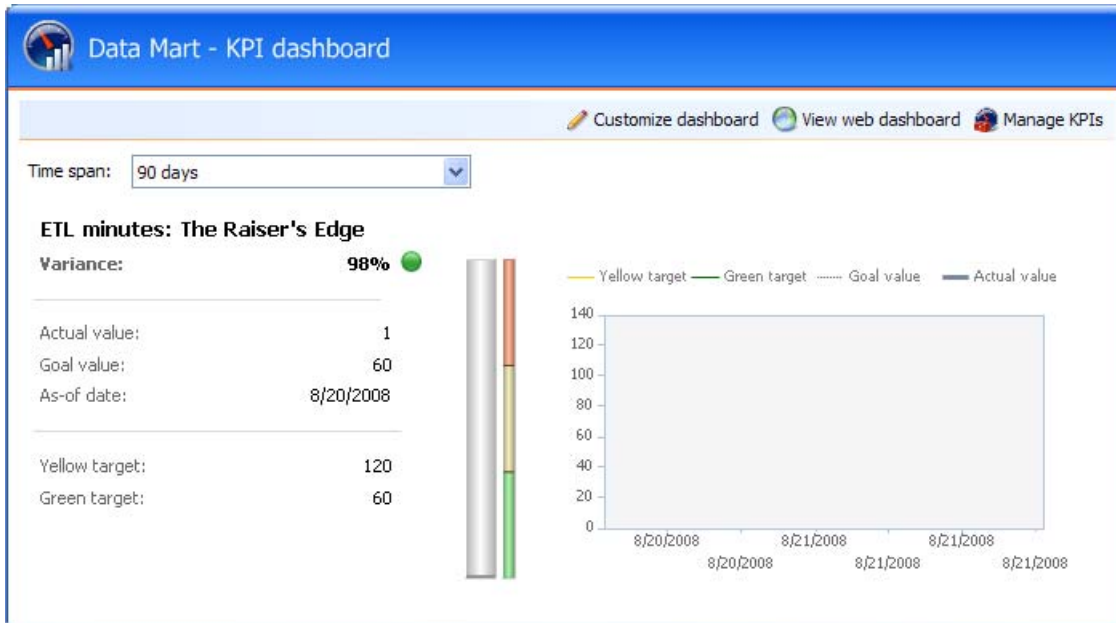 Data Mart - KPI dashboard
Customize dashboard View web dashboard Manage KPIs
Time span: 90 days
ETL minutes: The Raiser's Edge
Variance: 98%
Actual value: 1
Goal value: 60
As-of date: 8/20/2008
Yellow target: 120
Green target: 60
Yellow target Green target Goal value Actual value
140
120
100
80
60
40
20
0
8/20/2008 8/21/2008 8/21/2008
8/20/2008 8/21/2008 8/21/2008